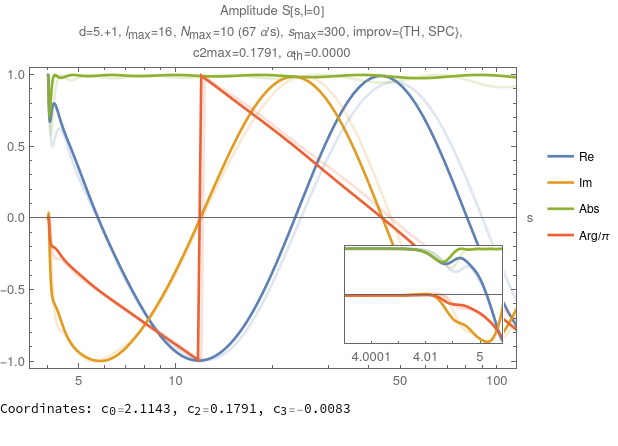 Amplitude S[s,l=0]
d=5.+1, lmax=16, Nmax=10 (67 α's), smax=300, improv={TH, SPC},
c2max=0.1791, αth=0.0000
1.0
0.5
0.0
−0.5
−1.0
s
Re
Im
Abs
Arg/π
4.0001 4.01 5
5 10 50 100
Coordinates: c0=2.1143, c2=0.1791, c3=-0.0083